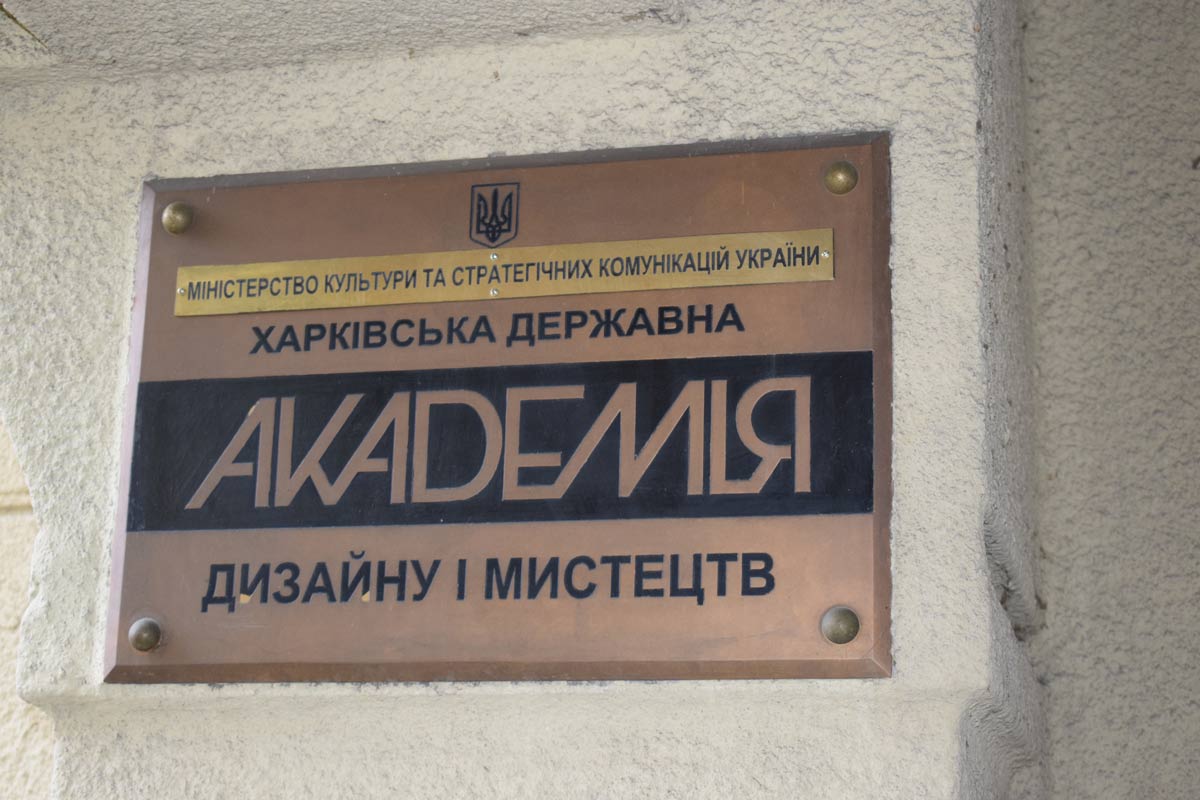 МІНІСТЕРСТВО КУЛЬТУРИ ТА СТРАТЕГІЧНИХ КОМУНІКАЦІЙ УКРАЇНИ
ХАРКІВСЬКА ДЕРЖАВНА
АКАДЕМІЯ
ДИЗАЙНУ І МИСТЕЦТВ